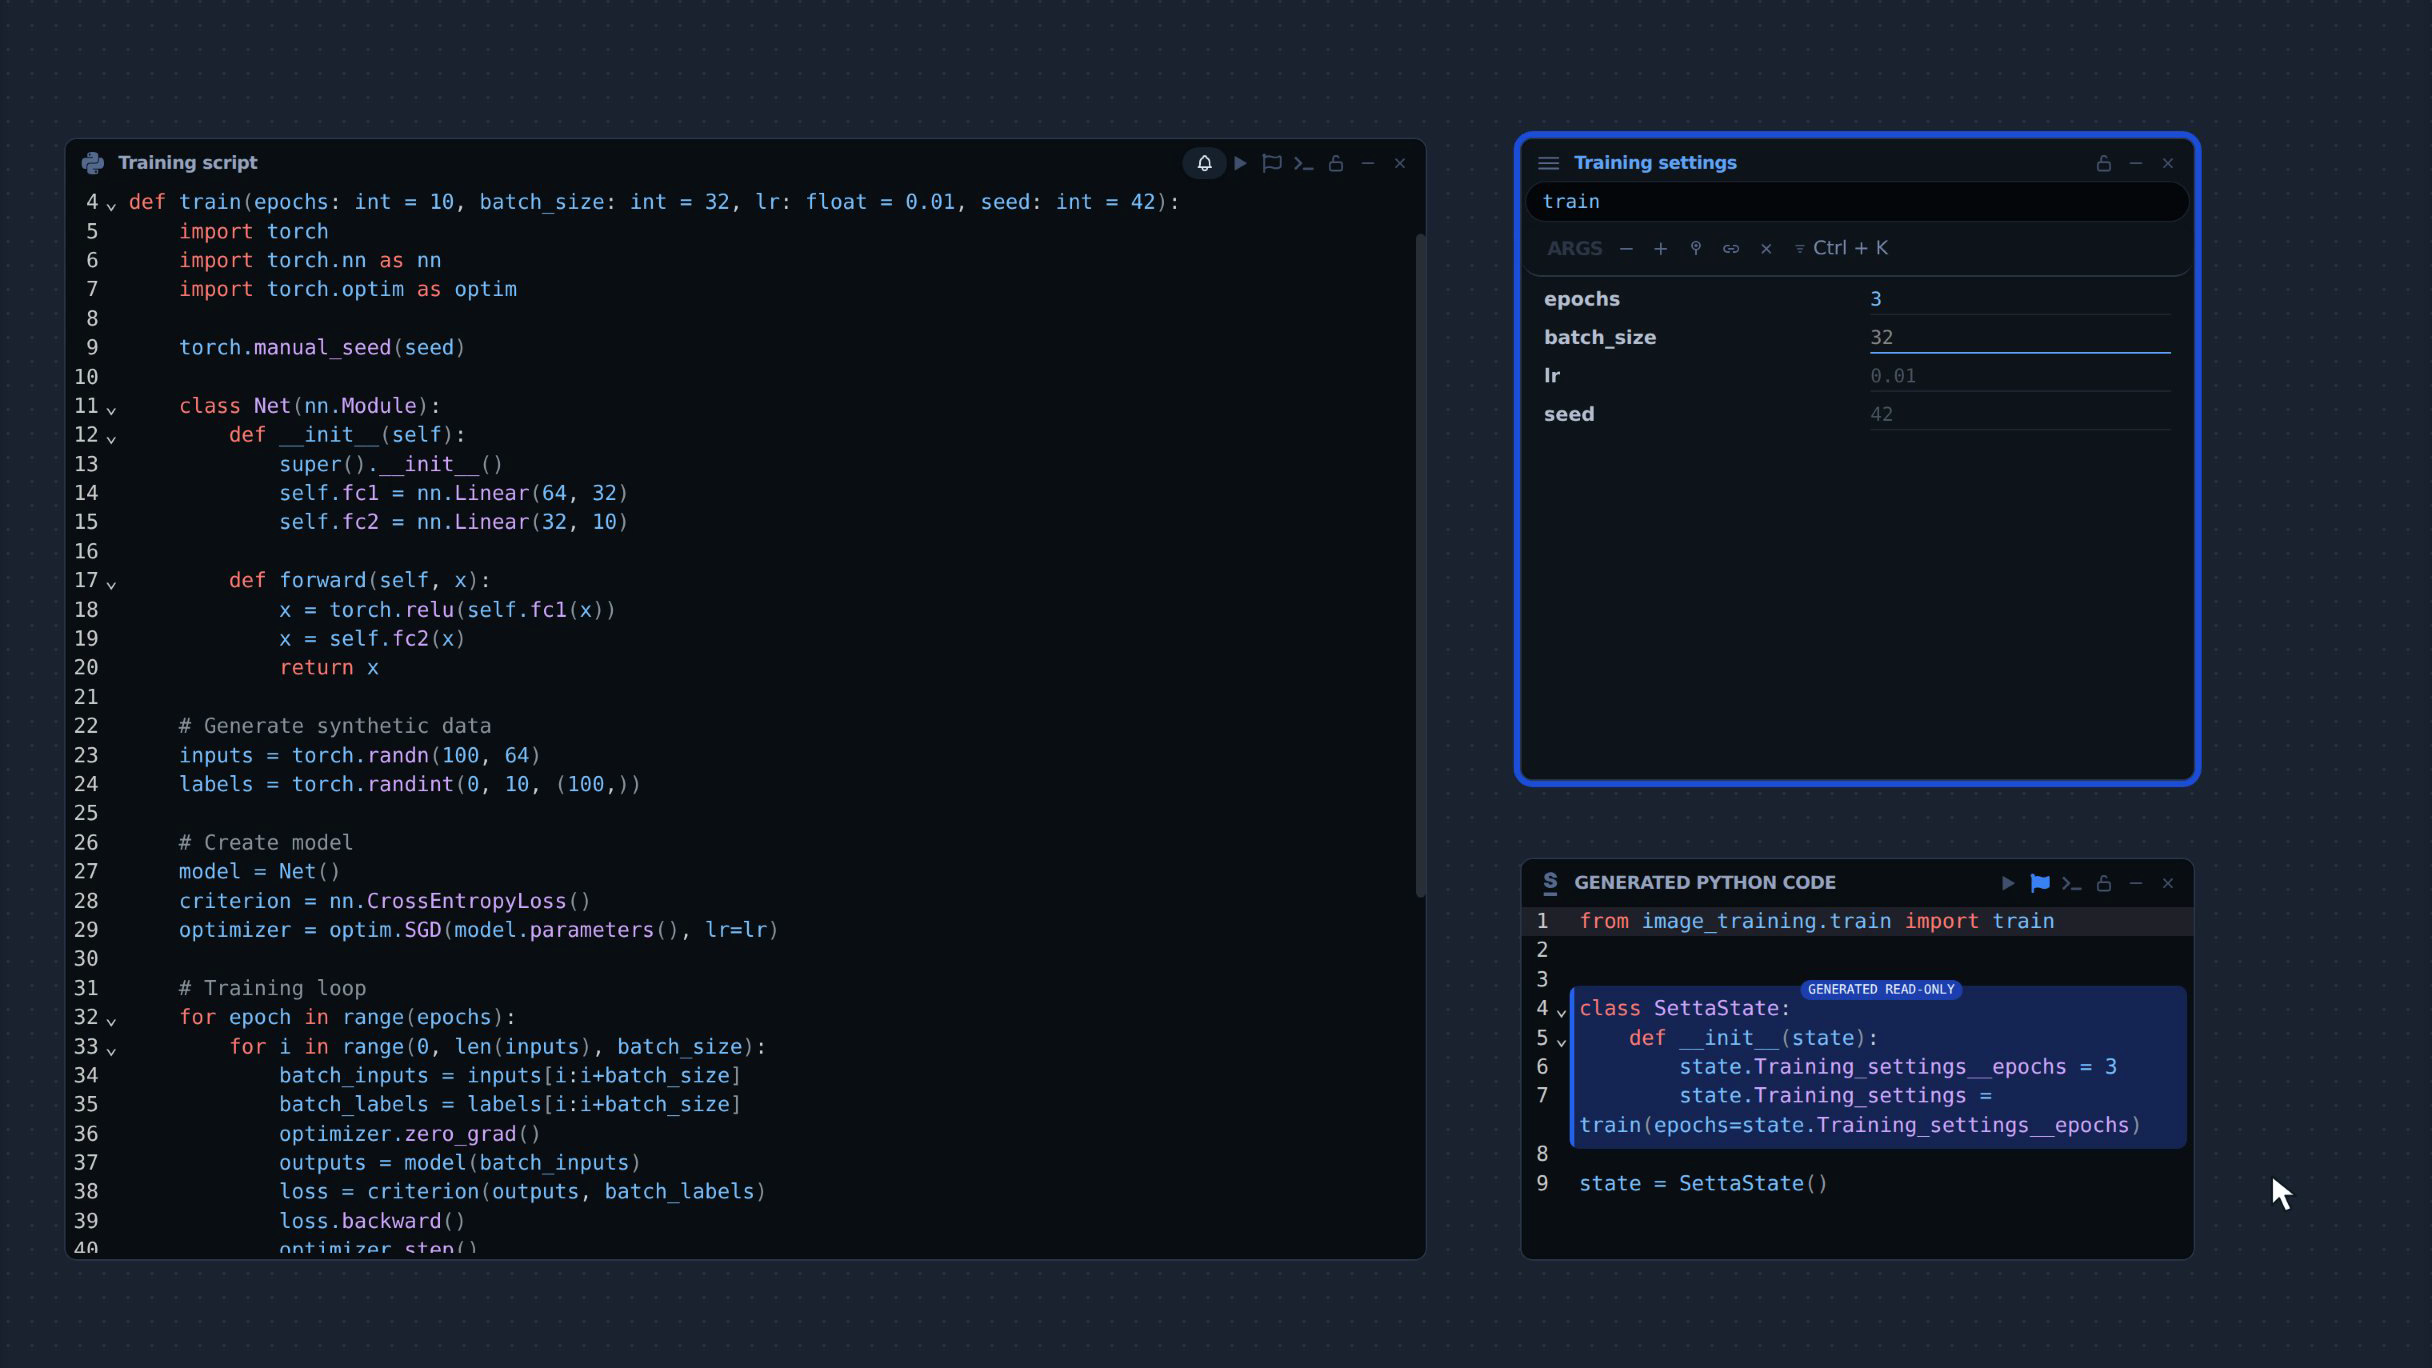 Training script
4 def train(epochs: int = 10, batch_size: int = 32, lr: float = 0.01, seed: int = 42):
5     import torch
6     import torch.nn as nn
7     import torch.optim as optim
8
9     torch.manual_seed(seed)
10
11     class Net(nn.Module):
12         def __init__(self):
13             super().__init__()
14             self.fc1 = nn.Linear(64, 32)
15             self.fc2 = nn.Linear(32, 10)
16
17         def forward(self, x):
18             x = torch.relu(self.fc1(x))
19             x = self.fc2(x)
20             return x
21
22     # Generate synthetic data
23     inputs = torch.randn(100, 64)
24     labels = torch.randint(0, 10, (100,))
25
26     # Create model
27     model = Net()
28     criterion = nn.CrossEntropyLoss()
29     optimizer = optim.SGD(model.parameters(), lr=lr)
30
31     # Training loop
32     for epoch in range(epochs):
33         for i in range(0, len(inputs), batch_size):
34             batch_inputs = inputs[i:i+batch_size]
35             batch_labels = labels[i:i+batch_size]
36             optimizer.zero_grad()
37             outputs = model(batch_inputs)
38             loss = criterion(outputs, batch_labels)
39             loss.backward()
40             optimizer.step()
Training settings
train
ARGS Ctrl + K
epochs 3
batch_size 32
lr 0.01
seed 42
GENERATED PYTHON CODE
1 from image_training.train import train
2
3
GENERATED READ-ONLY
4 class SettaState:
5     def __init__(state):
6         state.Training_settings__epochs = 3
7         state.Training_settings =
train(epochs=state.Training_settings__epochs)
8
9 state = SettaState()